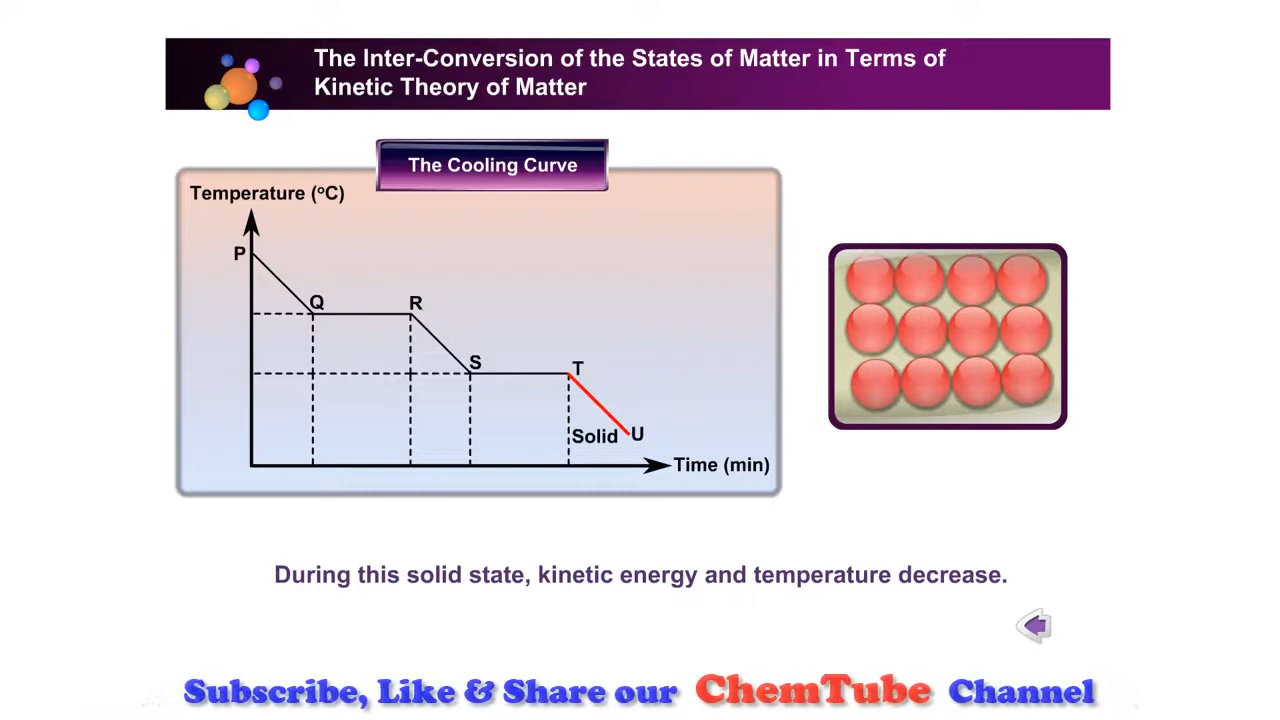 The Inter-Conversion of the States of Matter in Terms of
Kinetic Theory of Matter
The Cooling Curve
Temperature (°C)
P
Q
R
S
T
Solid U
Time (min)
During this solid state, kinetic energy and temperature decrease.
Subscribe, Like & Share our ChemTube Channel